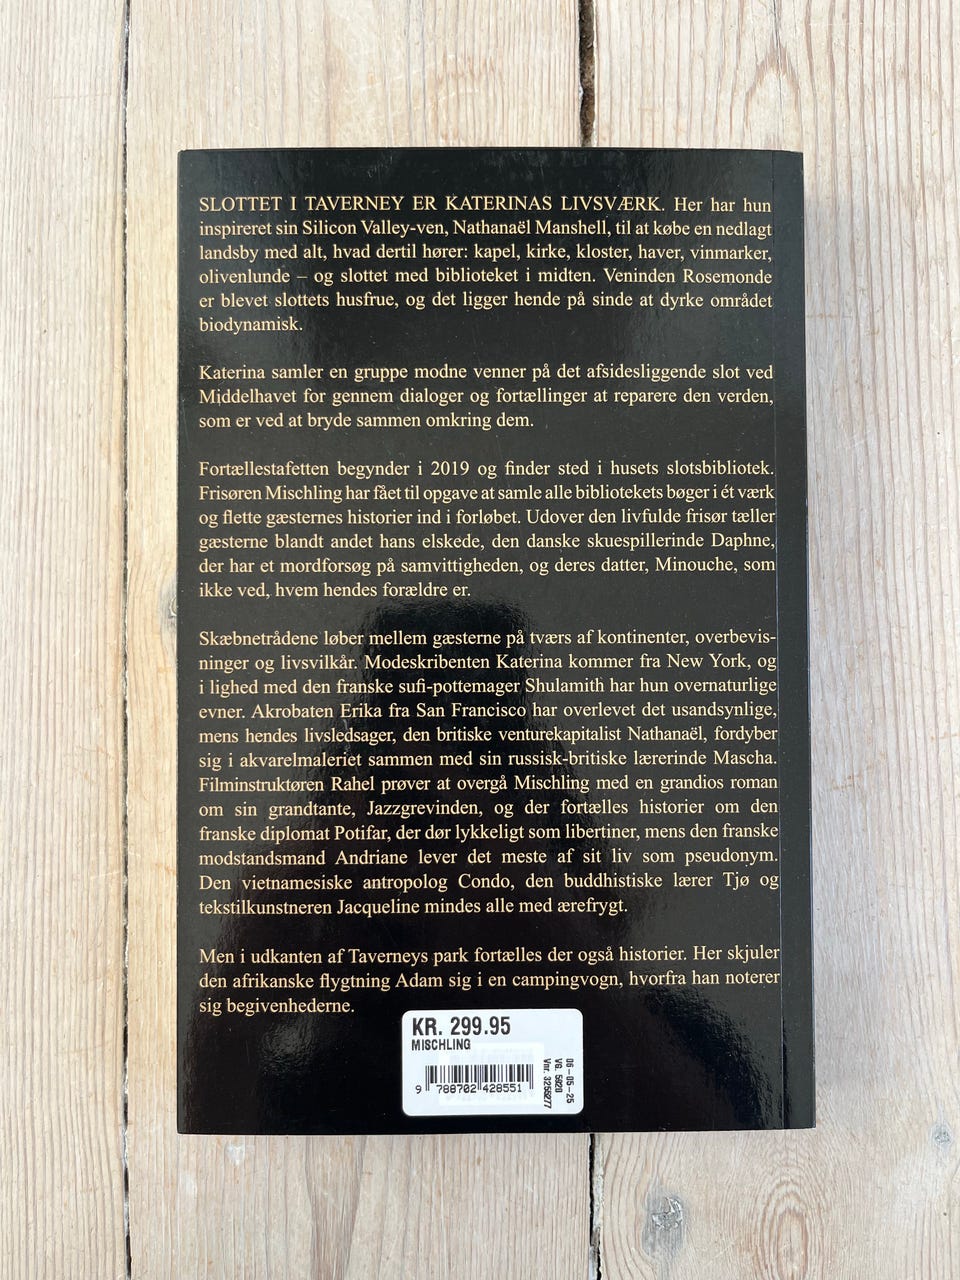 SLOTTET I TAVERNEY ER KATERINAS LIVSVÆRK. Her har hun
inspireret sin Silicon Valley-ven, Nathanaël Manshell, til at købe en nedlagt
landsby med alt, hvad dertil hører: kapel, kirke, kloster, haver, vinmarker,
olivenlunde – og slottet med biblioteket i midten. Veninden Rosemonde
er blevet slottets husfrue, og det ligger hende på sinde at dyrke området
biodynamisk.
Katerina samler en gruppe modne venner på det afsidesliggende slot ved
Middelhavet for gennem dialoger og fortællinger at reparere den verden,
som er ved at bryde sammen omkring dem.
Fortællestafetten begynder i 2019 og finder sted i husets slotsbibliotek.
Frisøren Mischling har fået til opgave at samle alle bibliotekets bøger i ét værk
og flette gæsternes historier ind i forløbet. Udover den livfulde frisør tæller
gæsterne blandt andet hans elskede, den danske skuespillerinde Daphne,
der har et mordforsøg på samvittigheden, og deres datter, Minouche, som
ikke ved, hvem hendes forældre er.
Skæbnetrådene løber mellem gæsterne på tværs af kontinenter, overbevis-
ninger og livsvilkår. Modeskribenten Katerina kommer fra New York, og
i lighed med den franske sufi-pottemager Shulamith har hun overnaturlige
evner. Akrobaten Erika fra San Francisco har overlevet det usandsynlige,
mens hendes livsledsager, den britiske venturekapitalist Nathanaël, fordyber
sig i akvarelmaleriet sammen med sin russisk-britiske lærerinde Mascha.
Filminstruktøren Rahel prøver at overgå Mischling med en grandios roman
om sin grandtante, Jazzgrevinden, og der fortælles historier om den
franske diplomat Potifar, der dør lykkeligt som libertiner, mens den franske
modstandsmand Andriane lever det meste af sit liv som pseudonym.
Den vietnamesiske antropolog Condo, den buddhistiske lærer Tjø og
tekstilkunstneren Jacqueline mindes alle med ærefrygt.
Men i udkanten af Taverneys park fortælles der også historier. Her skjuler
den afrikanske flygtning Adam sig i en campingvogn, hvorfra han noterer
sig begivenhederne.
KR. 299.95
MISCHLING
9 788702 428551
06-05-25
VG. 5020
Vnr. 3256077